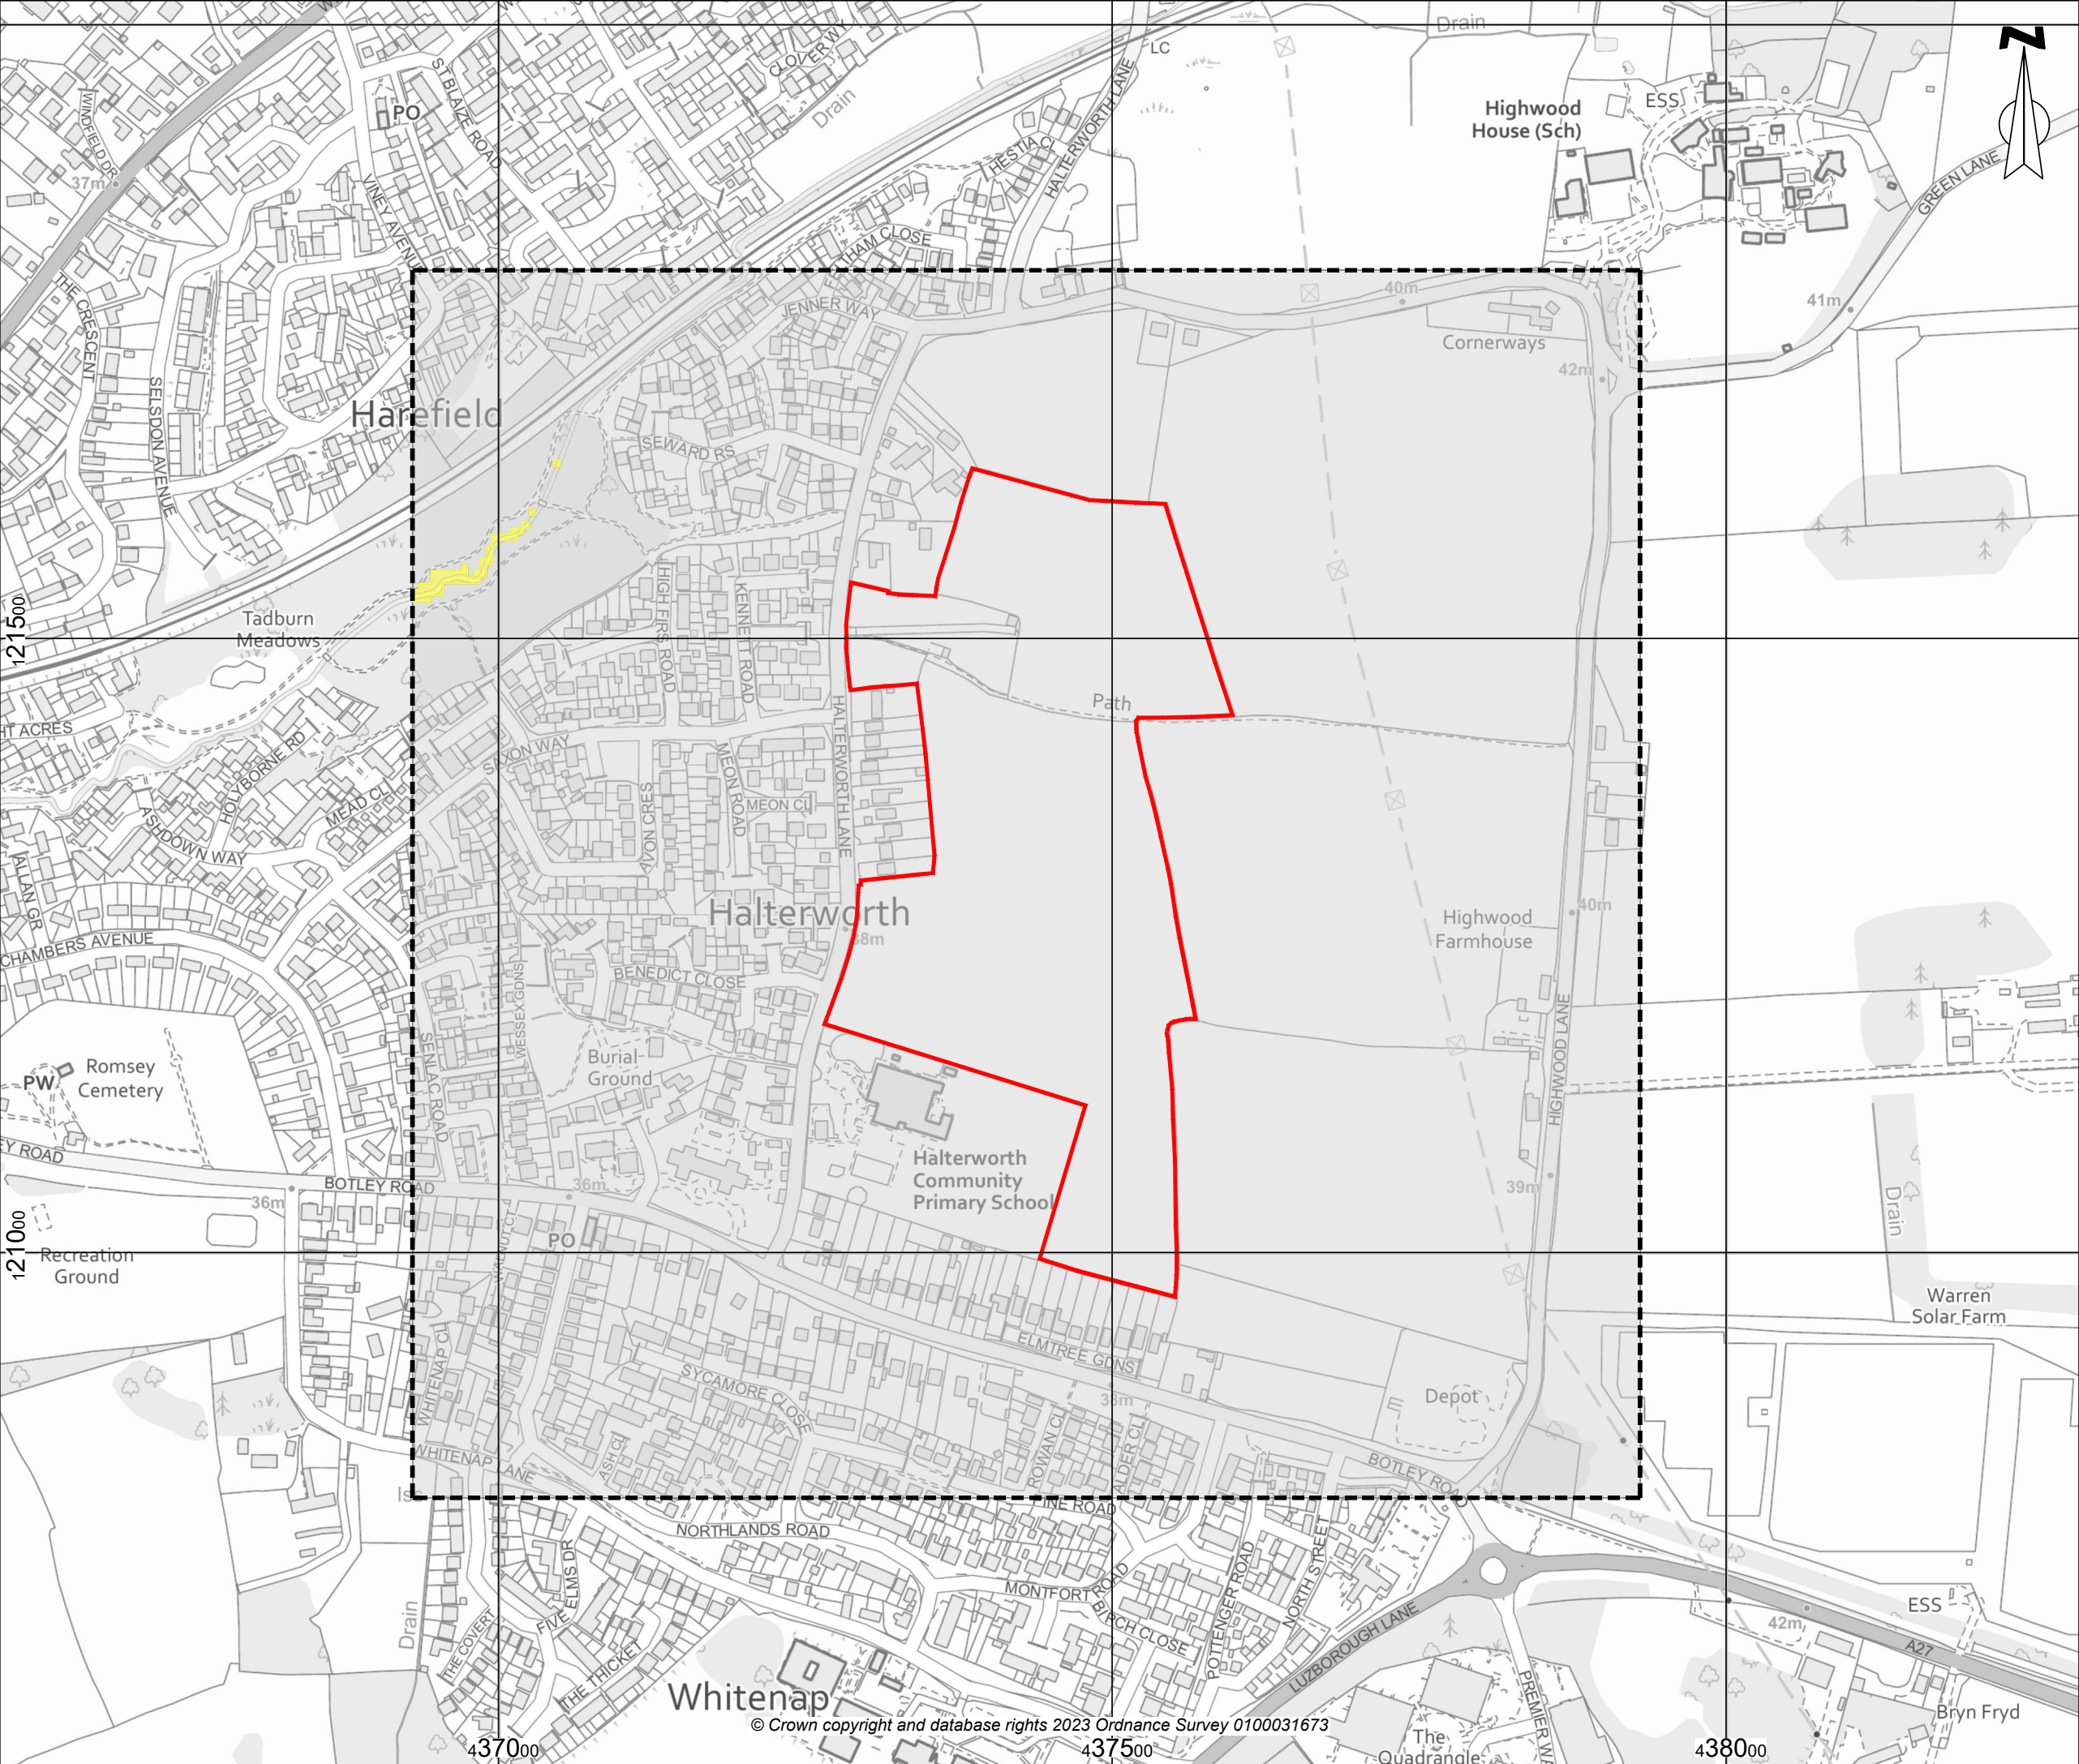 Drain
LC
CLOVER WAY
ST BLAIZE ROAD
PO
WINDFIELD DR
Drain
37m
HALTERWORTH LANE
HESTIA CL
Highwood
House (Sch)
ESS
N
GREEN LANE
VINEY AVENUE
THE CRESCENT
JENNER WAY
40m
41m
Cornerways
42m
SELSDON AVENUE
Harefield
SEWARD RS
Tadburn
Meadows
HIGHFIRS ROAD
KENNETT ROAD
121500
Path
HALTERWORTH LANE
SAXON WAY
HOLYBORNE RD
MEAD CL
ASHDOWN WAY
MEON ROAD
MEON CL
AVON CRES
ALLAN GR
Halterworth
38m
40m
Highwood
Farmhouse
CHAMBERS AVENUE
BENEDICT CLOSE
WESSEX GDNS
SENLAC ROAD
Burial
Ground
HIGHWOOD LANE
PW
Romsey
Cemetery
Halterworth
Community
Primary School
BOTLEY ROAD
36m
36m
39m
Drain
PO
WALNUT CT
121000
Recreation
Ground
Warren
Solar Farm
WHITENAP CL
ELMTREE GDNS
SYCAMORE CLOSE
38m
Depot
ASH CL
ROWAN CL
ALDER CL
BOTLEY ROAD
WHITENAP LANE
PINE ROAD
NORTHLANDS ROAD
MONTFORT ROAD
BIRCH CLOSE
POTTENGER ROAD
NORTH STREET
FIVE ELMS DR
Drain
THE COVERT
THE THICKET
LUZBOROUGH LANE
42m
ESS
A27
PREMIER WA
Whitenap
Bryn Fryd
© Crown copyright and database rights 2023 Ordnance Survey 0100031673
The
Quadrangle
437000
437500
438000